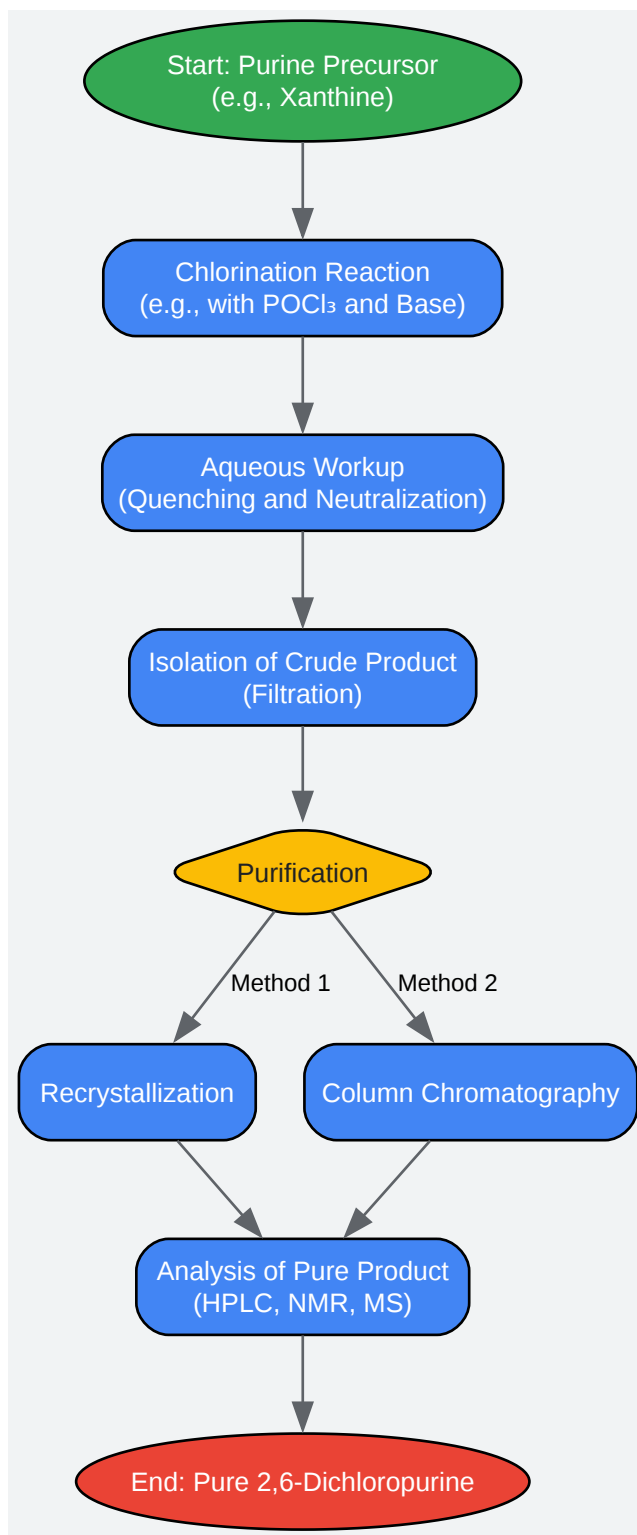 Start: Purine Precursor
(e.g., Xanthine)
Chlorination Reaction
(e.g., with POCl₃ and Base)
Aqueous Workup
(Quenching and Neutralization)
Isolation of Crude Product
(Filtration)
Purification
Method 1
Method 2
Recrystallization
Column Chromatography
Analysis of Pure Product
(HPLC, NMR, MS)
End: Pure 2,6-Dichloropurine